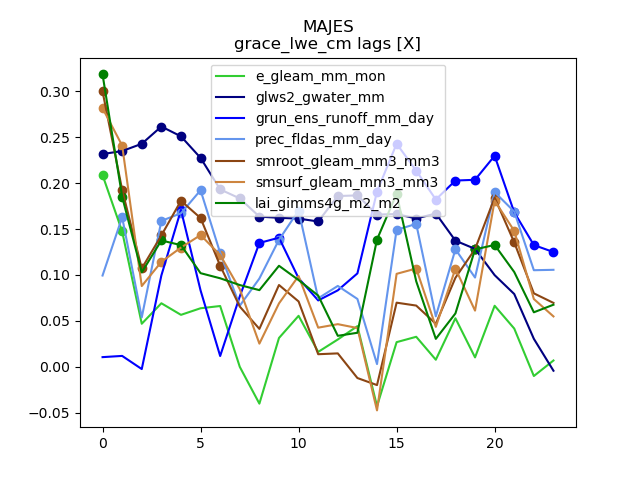 MAJES
grace_lwe_cm lags [X]
e_gleam_mm_mon
glws2_gwater_mm
grun_ens_runoff_mm_day
prec_fldas_mm_day
smroot_gleam_mm3_mm3
smsurf_gleam_mm3_mm3
lai_gimms4g_m2_m2
0.30
0.25
0.20
0.15
0.10
0.05
0.00
−0.05
0 5 10 15 20